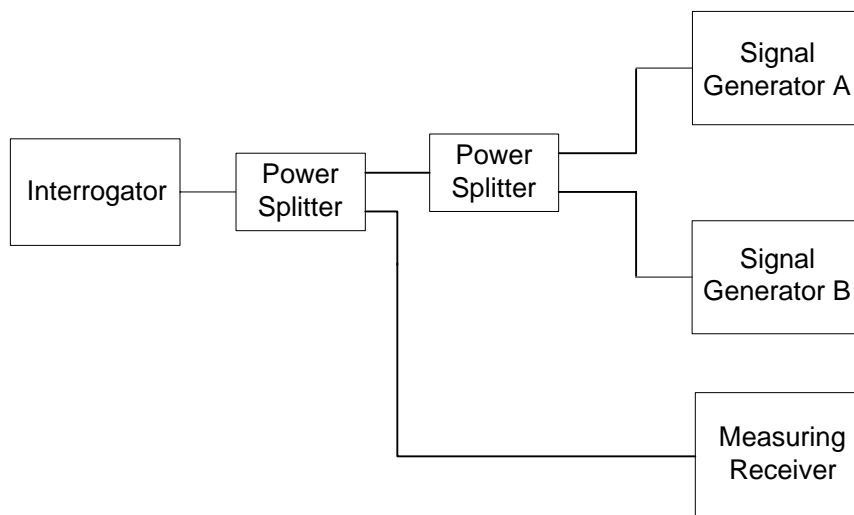 Interrogator
Power
Splitter
Power
Splitter
Signal
Generator A
Signal
Generator B
Measuring
Receiver